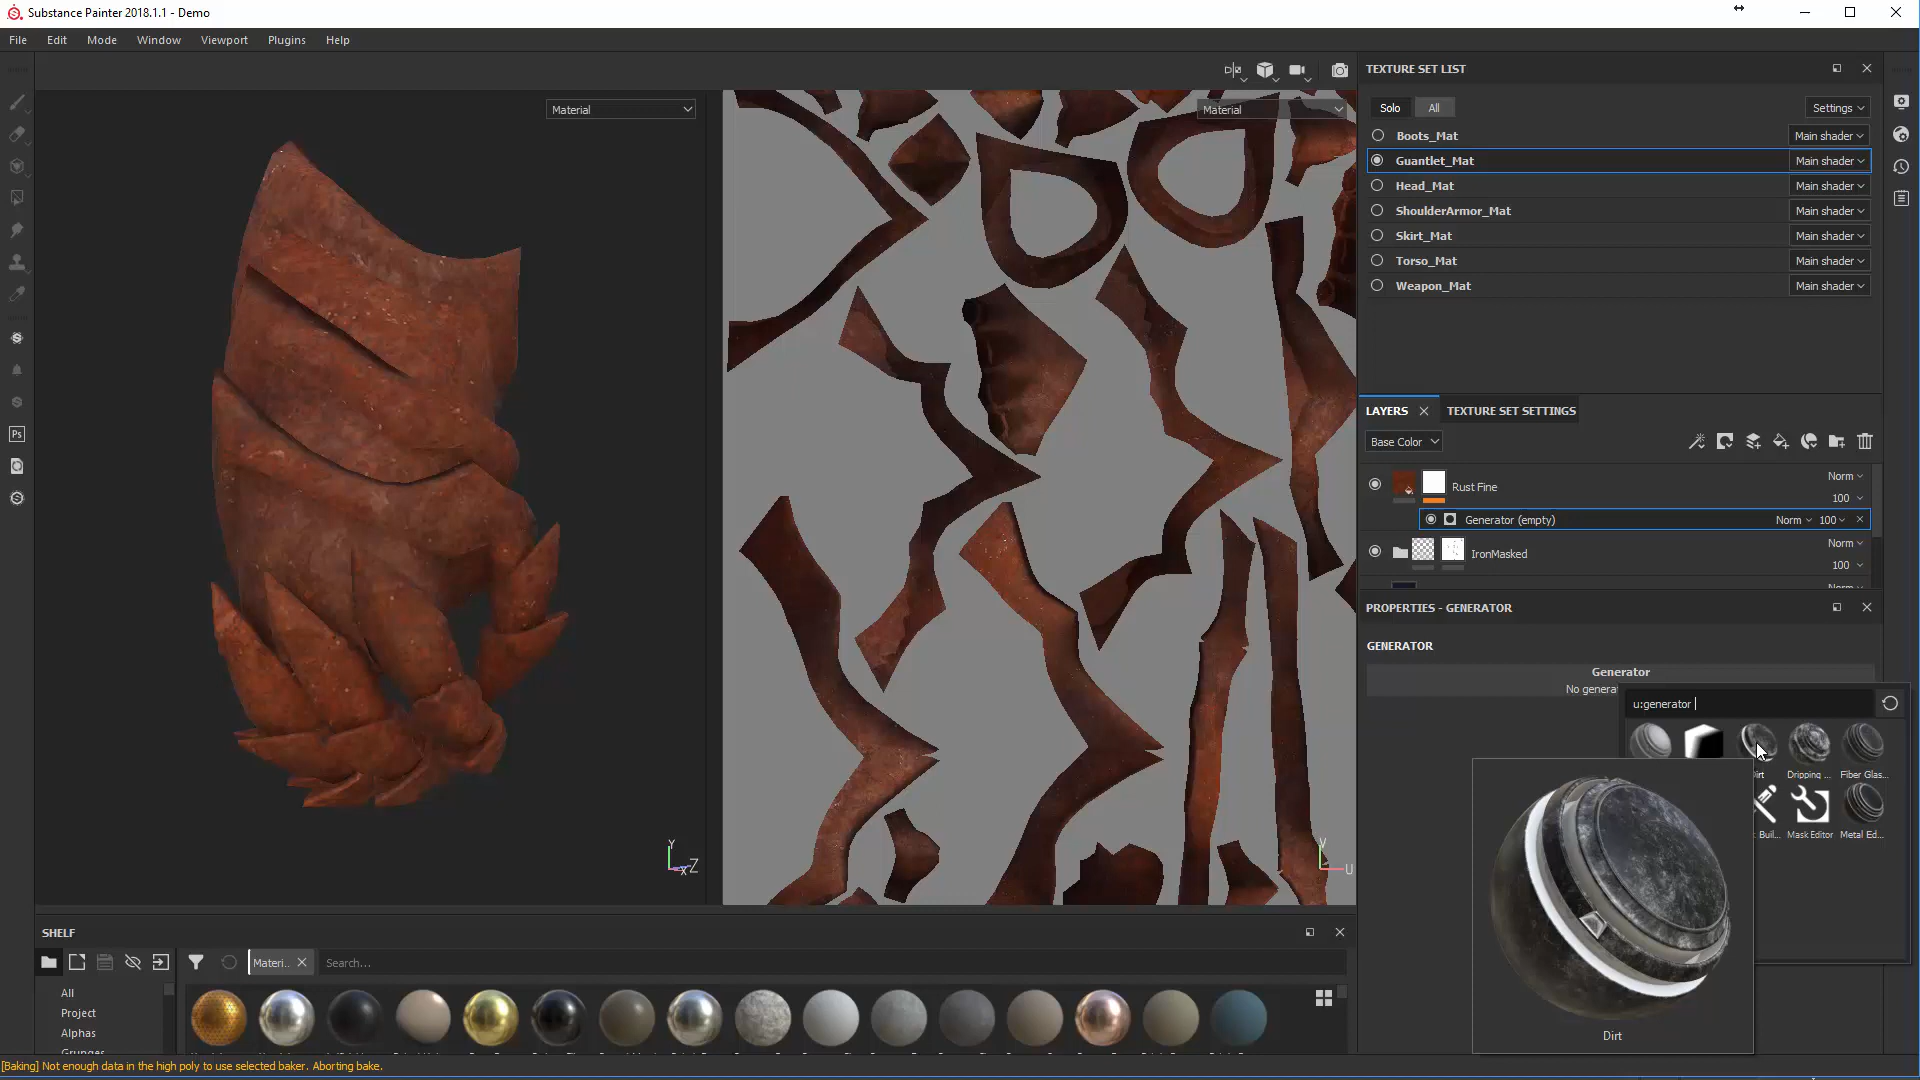 Substance Painter 2018.1.1 - Demo
File Edit Mode Window Viewport Plugins Help
Material
Material
TEXTURE SET LIST
Solo All Settings
Boots_Mat Main shader
Guantlet_Mat Main shader
Head_Mat Main shader
ShoulderArmor_Mat Main shader
Skirt_Mat Main shader
Torso_Mat Main shader
Weapon_Mat Main shader
LAYERS TEXTURE SET SETTINGS
Base Color
Norm
Rust Fine
100
Generator (empty) Norm 100
Norm
IronMasked
100
PROPERTIES - GENERATOR
GENERATOR
Generator
No genera
u:generator
Dripping ... Fiber Glas...
Buil... Mask Editor Metal Ed...
Dirt
Y
Z
X
V
U
Ps
SHELF
Materi.. Search...
All
Project
Alphas
[Baking] Not enough data in the high poly to use selected baker. Aborting bake.